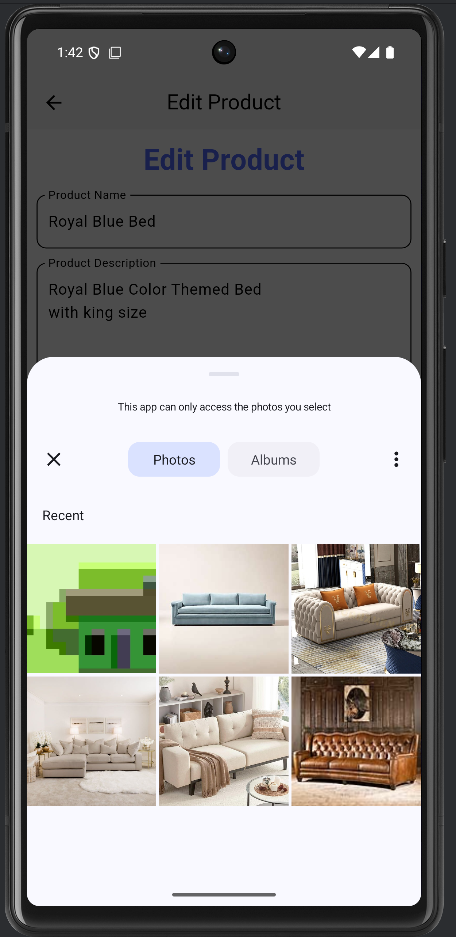 1:42
Edit Product
Edit Product
Product Name
Royal Blue Bed
Product Description
Royal Blue Color Themed Bed
with king size
This app can only access the photos you select
Photos
Albums
Recent